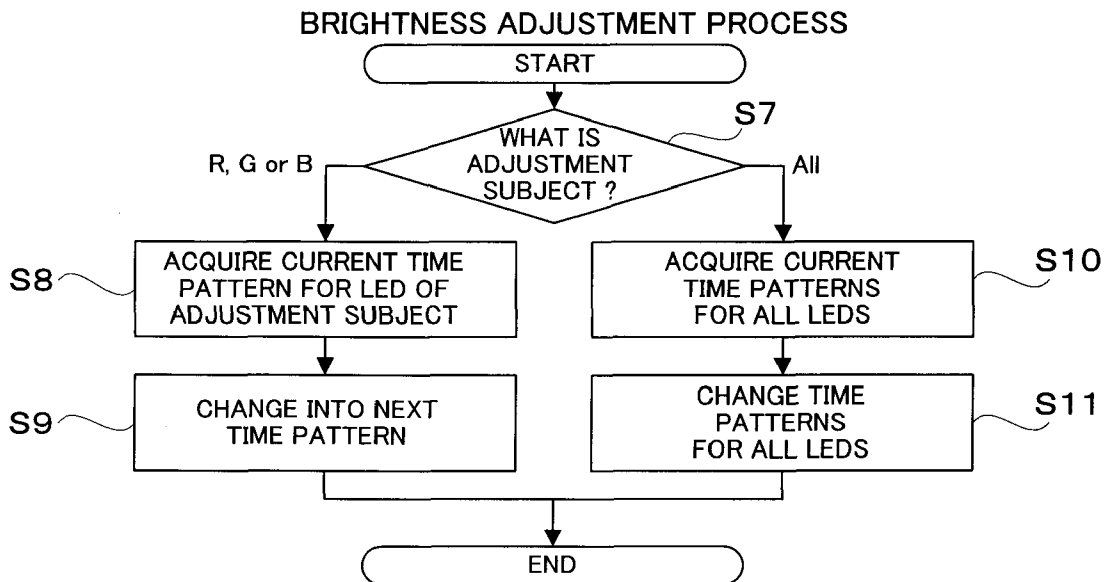 BRIGHTNESS ADJUSTMENT PROCESS
START
S7
WHAT IS
ADJUSTMENT
SUBJECT ?
R, G or B
All
S8
ACQUIRE CURRENT TIME
PATTERN FOR LED OF
ADJUSTMENT SUBJECT
ACQUIRE CURRENT
TIME PATTERNS
FOR ALL LEDS
S10
S9
CHANGE INTO NEXT
TIME PATTERN
CHANGE TIME
PATTERNS
FOR ALL LEDS
S11
END